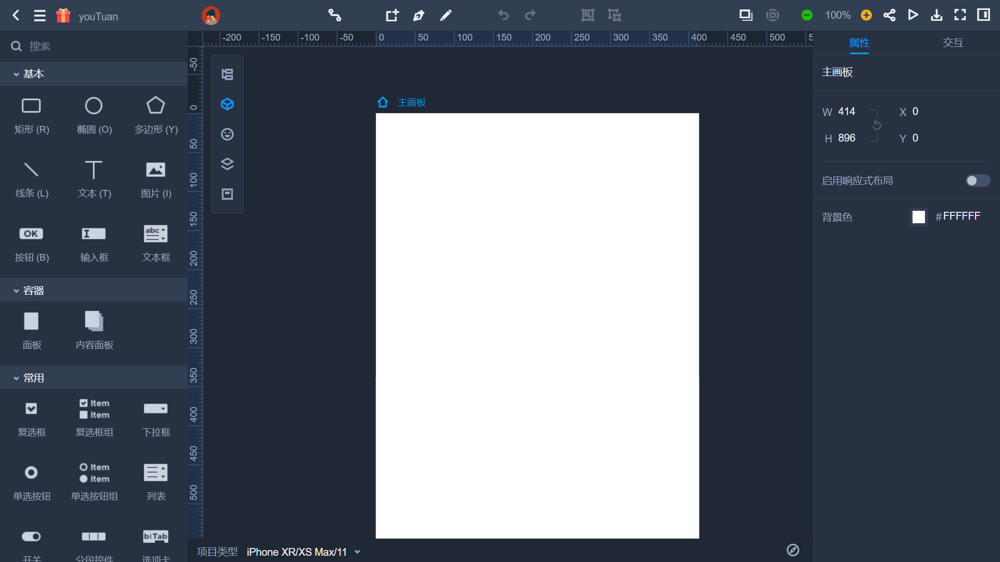 youTuan
100%
搜索
基本
矩形 (R)
椭圆 (O)
多边形 (Y)
线条 (L)
文本 (T)
图片 (I)
OK
abc
按钮 (B)
输入框
文本框
容器
面板
内容面板
常用
Item
Item
复选框
复选框组
下拉框
Item
Item
单选按钮
单选按钮组
列表
Tab
开关
分段控件
选项卡
-200 -150 -100 -50 0 50 100 150 200 250 300 350 400 450 500
-50
0
50
100
150
200
250
300
350
400
450
500
主画板
项目类型 iPhone XR/XS Max/11
属性
交互
主画板
W 414
X 0
H 896
Y 0
启用响应式布局
背景色
#FFFFFF